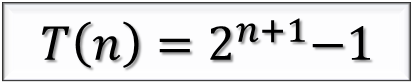 T(n) = 2^{n+1}−1